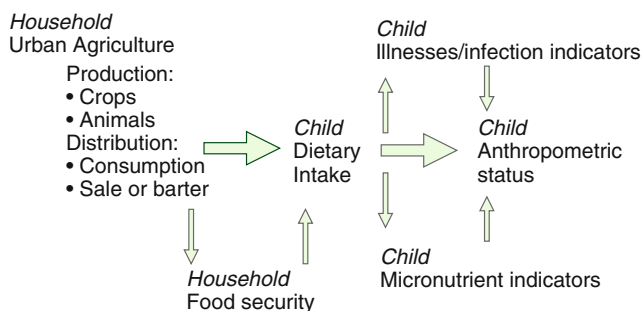 Household
Urban Agriculture
Production:
• Crops
• Animals
Distribution:
• Consumption
• Sale or barter
Household
Food security
Child
Dietary
Intake
Child
Illnesses/infection indicators
Child
Anthropometric
status
Child
Micronutrient indicators